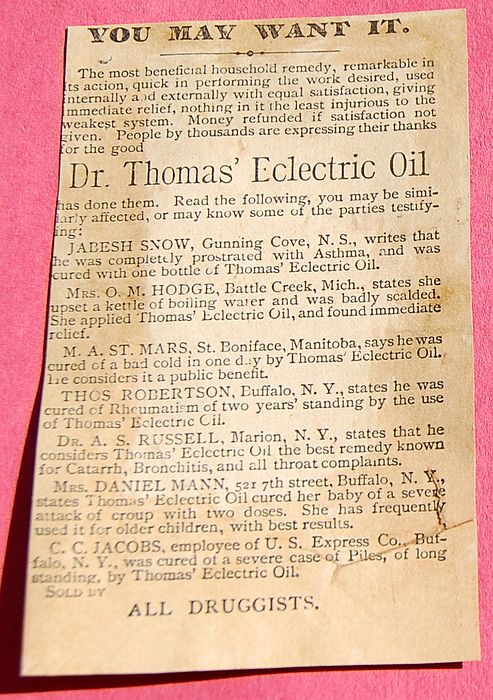 YOU MAY WANT IT.
The most beneficial household remedy, remarkable in
its action, quick in performing the work desired, used
internally a d externally with equal satisfaction, giving
immediate relief, nothing in it the least injurious to the
weakest system. Money refunded if satisfaction not
given. People by thousands are expressing their thanks
for the good
Dr. Thomas' Eclectric Oil
has done them. Read the following, you may be simi-
larly affected, or may know some of the parties testify-
ing:
JABESH SNOW, Gunning Cove, N. S., writes that
he was completely prostrated with Asthma, and was
cured with one bottle of Thomas' Eclectric Oil.
MRS. O. M. HODGE, Battle Creek, Mich., states she
upset a kettle of boiling water and was badly scalded.
She applied Thomas' Eclectric Oil, and found immediate
relief.
M. A. ST. MARS, St. Boniface, Manitoba, says he was
cured of a bad cold in one day by Thomas' Eclectric Oil.
He considers it a public benefit.
THOS ROBERTSON, Buffalo, N. Y., states he was
cured of Rheumatism of two years' standing by the use
of Thomas' Eclectric Oil.
DR. A. S. RUSSELL, Marion, N. Y., states that he
considers Thomas' Eclectric Oil the best remedy known
for Catarrh, Bronchitis, and all throat complaints.
MRS. DANIEL MANN, 521 7th street, Buffalo, N. Y.,
states Thomas' Eclectric Oil cured her baby of a severe
attack of croup with two doses. She has frequently
used it for older children, with best results.
C. C. JACOBS, employee of U. S. Express Co., Buf-
falo, N. Y., was cured of a severe case of Piles, of long
standing, by Thomas' Eclectric Oil.
SOLD BY
ALL DRUGGISTS.